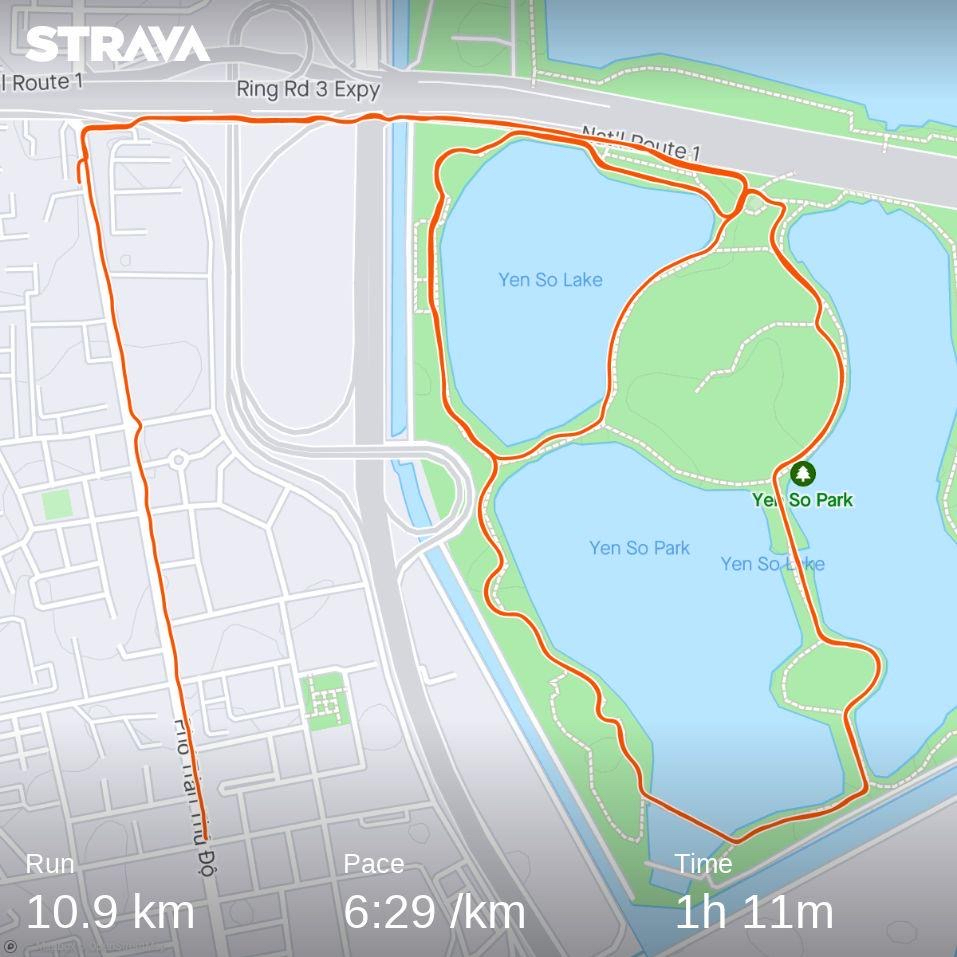 STRAVA
l Route 1
Ring Rd 3 Expy
Nat'l Route 1
Yen So Lake
Yen So Park
Yen So Park
Yen So Lake
Phố Trần Thủ Độ
Run
Pace
Time
10.9 km
6:29 /km
1h 11m